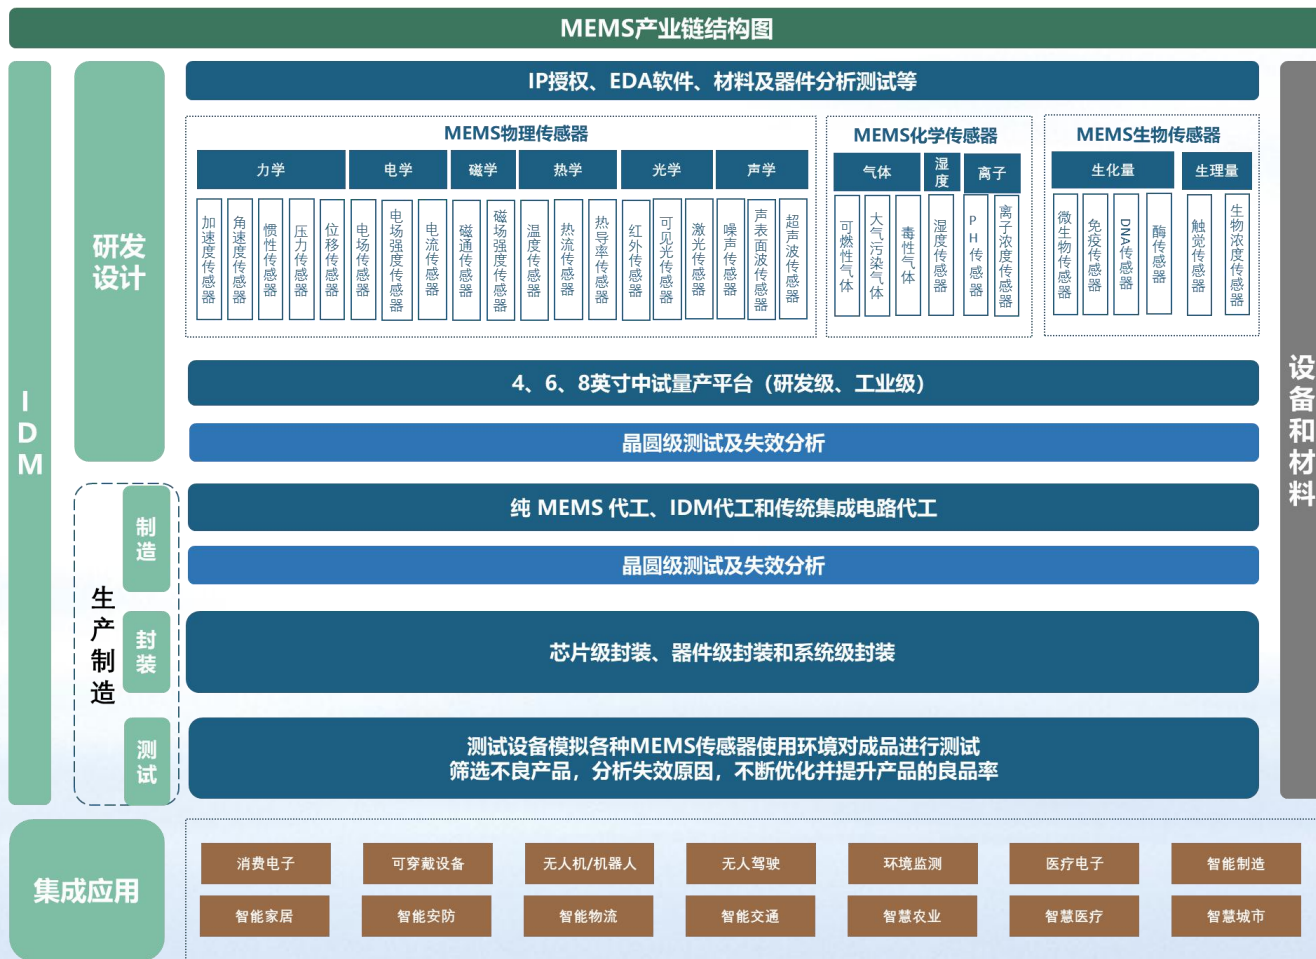 MEMS产业链结构图
IDM
研发
设计
IP授权、EDA软件、材料及器件分析测试等
MEMS物理传感器
力学
电学
磁学
热学
光学
声学
加速度传感器
角速度传感器
惯性传感器
压力传感器
位移传感器
电场传感器
电场强度传感器
电流传感器
磁通传感器
磁场强度传感器
温度传感器
热流传感器
热导率传感器
红外传感器
可见光传感器
激光传感器
噪声传感器
声表面波传感器
超声波传感器
MEMS化学传感器
气体
湿度
离子
可燃性气体
大气污染气体
毒性气体
湿度传感器
PH传感器
离子浓度传感器
MEMS生物传感器
生化量
生理量
微生物传感器
免疫传感器
DNA传感器
酶传感器
触觉传感器
生物浓度传感器
4、6、8英寸中试量产平台（研发级、工业级）
晶圆级测试及失效分析
生产制造
制造
纯 MEMS 代工、IDM代工和传统集成电路代工
晶圆级测试及失效分析
封装
芯片级封装、器件级封装和系统级封装
测试
测试设备模拟各种MEMS传感器使用环境对成品进行测试
筛选不良产品，分析失效原因，不断优化并提升产品的良品率
设备和材料
集成应用
消费电子
可穿戴设备
无人机/机器人
无人驾驶
环境监测
医疗电子
智能制造
智能家居
智能安防
智能物流
智能交通
智慧农业
智慧医疗
智慧城市